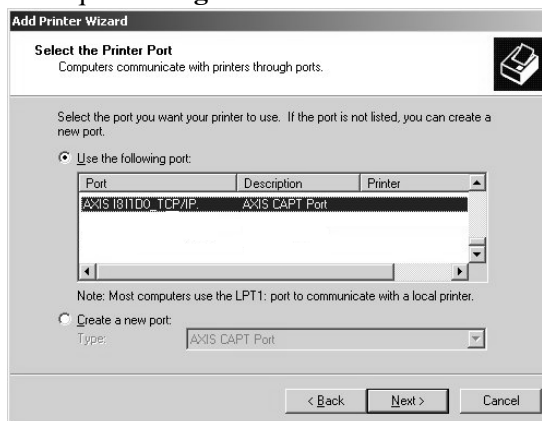 Add Printer Wizard
Select the Printer Port
Computers communicate with printers through ports.
Select the port you want your printer to use. If the port is not listed, you can create a
new port.
Use the following port:
Port Description Printer
AXIS I8I1D0_TCP/IP. AXIS CAPT Port
Note: Most computers use the LPT1: port to communicate with a local printer.
Create a new port:
Type: AXIS CAPT Port
< Back Next > Cancel